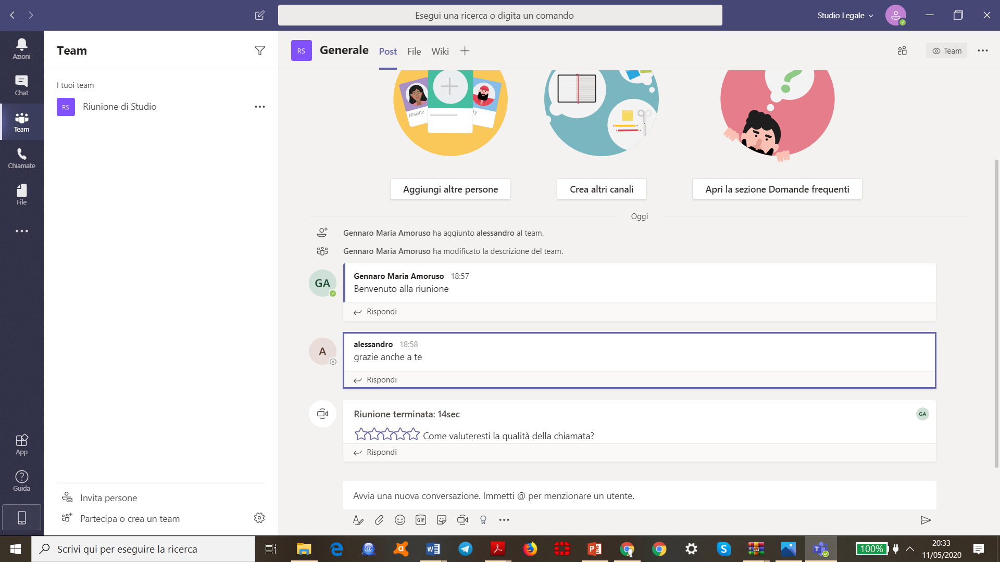 Esegui una ricerca o digita un comando
Studio Legale
Azioni
Chat
Team
Chiamate
File
App
Guida
Team
I tuoi team
RS Riunione di Studio
Invita persone
Partecipa o crea un team
RS Generale Post File Wiki
Team
Maxine
ky
Aggiungi altre persone
Crea altri canali
Apri la sezione Domande frequenti
Oggi
Gennaro Maria Amoruso ha aggiunto alessandro al team.
Gennaro Maria Amoruso ha modificato la descrizione del team.
GA
Gennaro Maria Amoruso 18:57
Benvenuto alla riunione
Rispondi
A
alessandro 18:58
grazie anche a te
Rispondi
Riunione terminata: 14sec
GA
Come valuteresti la qualità della chiamata?
Rispondi
Avvia una nuova conversazione. Immetti @ per menzionare un utente.
GIF
Scrivi qui per eseguire la ricerca
100%
20:33
11/05/2020